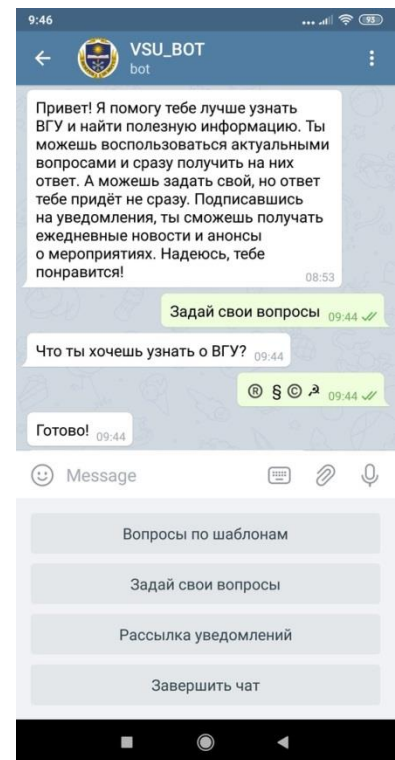 9:46
93
VSU_BOT
bot
Привет! Я помогу тебе лучше узнать
ВГУ и найти полезную информацию. Ты
можешь воспользоваться актуальными
вопросами и сразу получить на них
ответ. А можешь задать свой, но ответ
тебе придёт не сразу. Подписавшись
на уведомления, ты сможешь получать
ежедневные новости и анонсы
о мероприятиях. Надеюсь, тебе
понравится! 08:53
Задай свои вопросы 09:44
Что ты хочешь узнать о ВГУ? 09:44
® § © ☭ 09:44
Готово! 09:44
Message
Вопросы по шаблонам
Задай свои вопросы
Рассылка уведомлений
Завершить чат